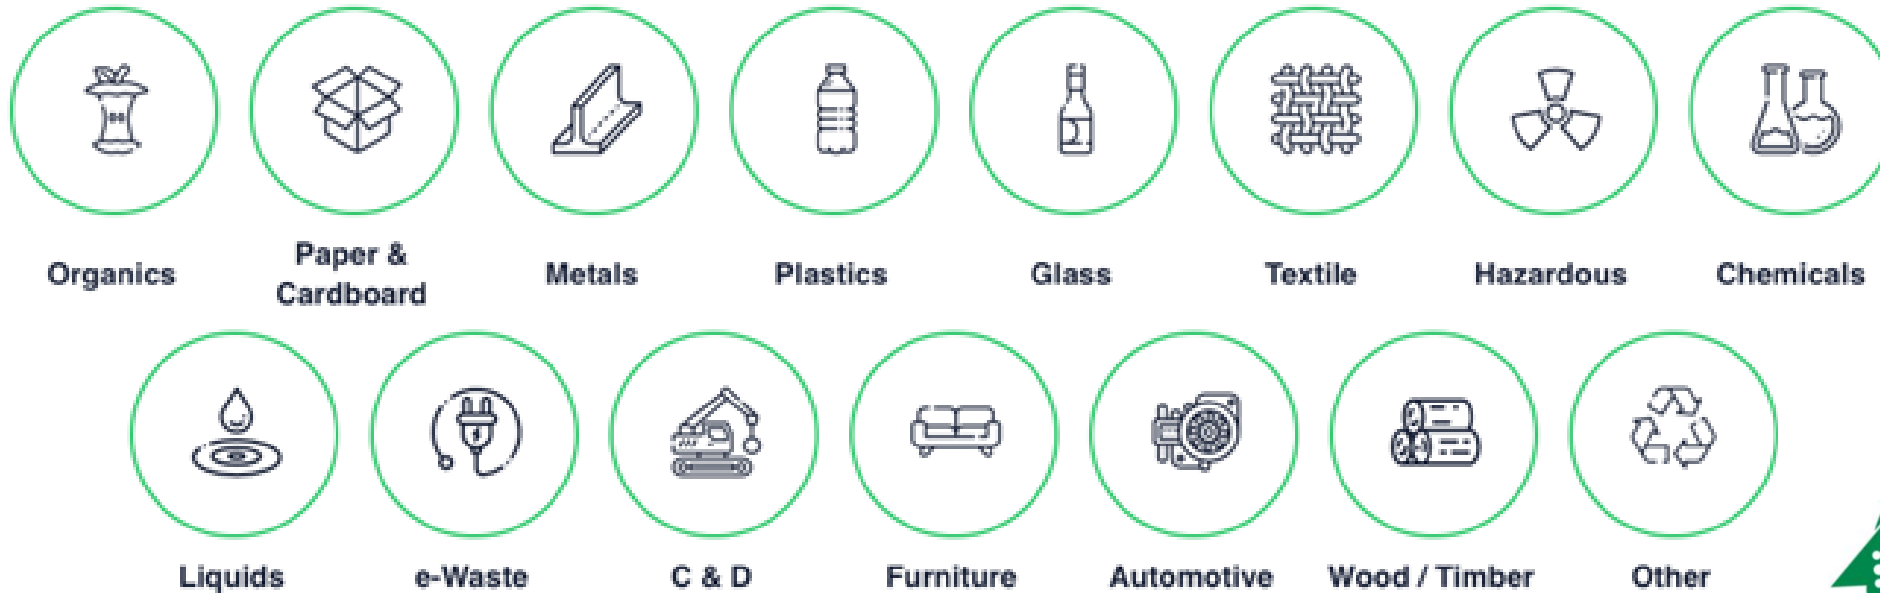 Organics
Paper &
Cardboard
Metals
Plastics
Glass
Textile
Hazardous
Chemicals
Liquids
e-Waste
C & D
Furniture
Automotive
Wood / Timber
Other